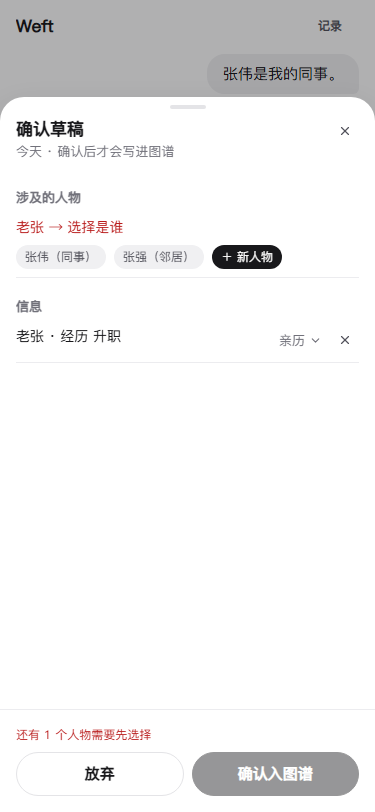 Weft
记录
张伟是我的同事。
确认草稿
今天 · 确认后才会写进图谱
涉及的人物
老张 → 选择是谁
张伟（同事） 张强（邻居） + 新人物
信息
老张 · 经历 升职
亲历
还有 1 个人物需要先选择
放弃 确认入图谱